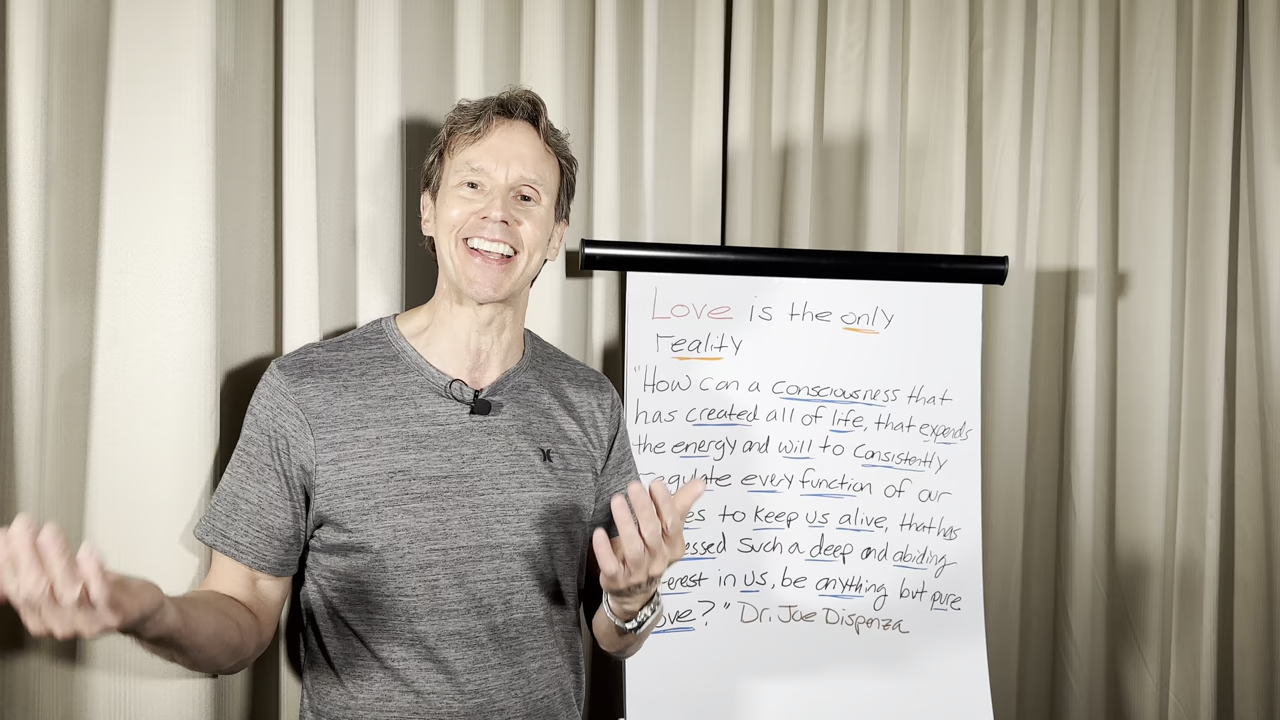 Love is the only
reality
"How can a consciousness that
has created all of life, that expends
the energy and will to consistently
regulate every function of our
to keep us alive, that has
such a deep and abiding
in us, be anything but pure
?" Dr. Joe Dispenza